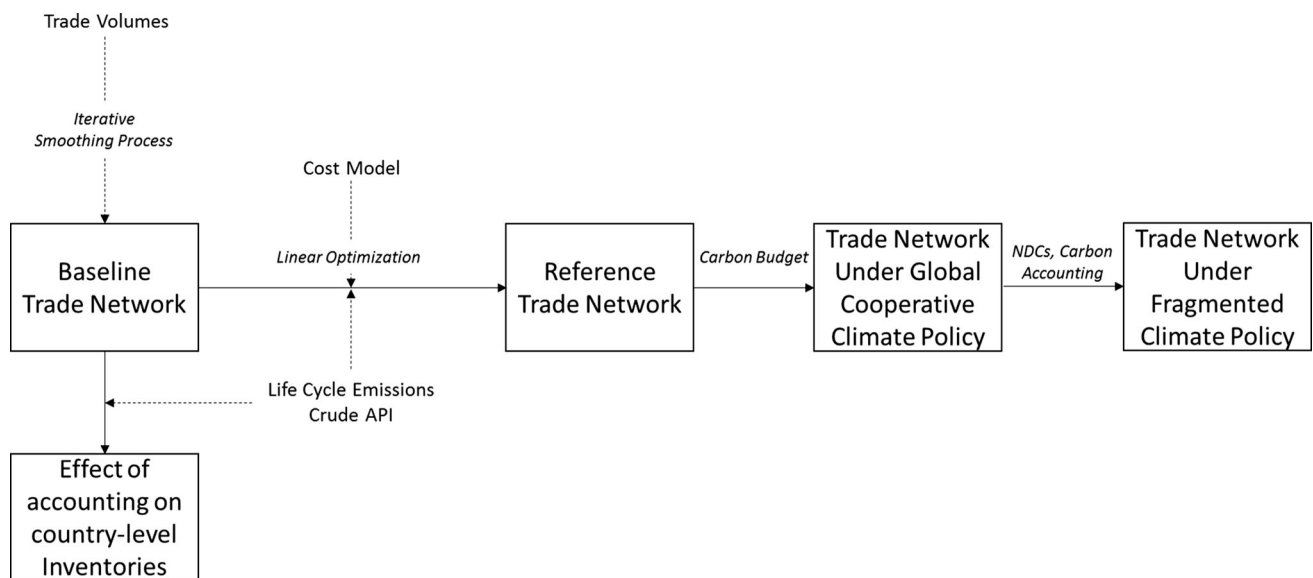 Trade Volumes
Iterative
Smoothing Process
Cost Model
Baseline
Trade Network
Linear Optimization
Reference
Trade Network
Carbon Budget
Trade Network
Under Global
Cooperative
Climate Policy
NDCs, Carbon
Accounting
Trade Network
Under
Fragmented
Climate Policy
Life Cycle Emissions
Crude API
Effect of
accounting on
country-level
Inventories